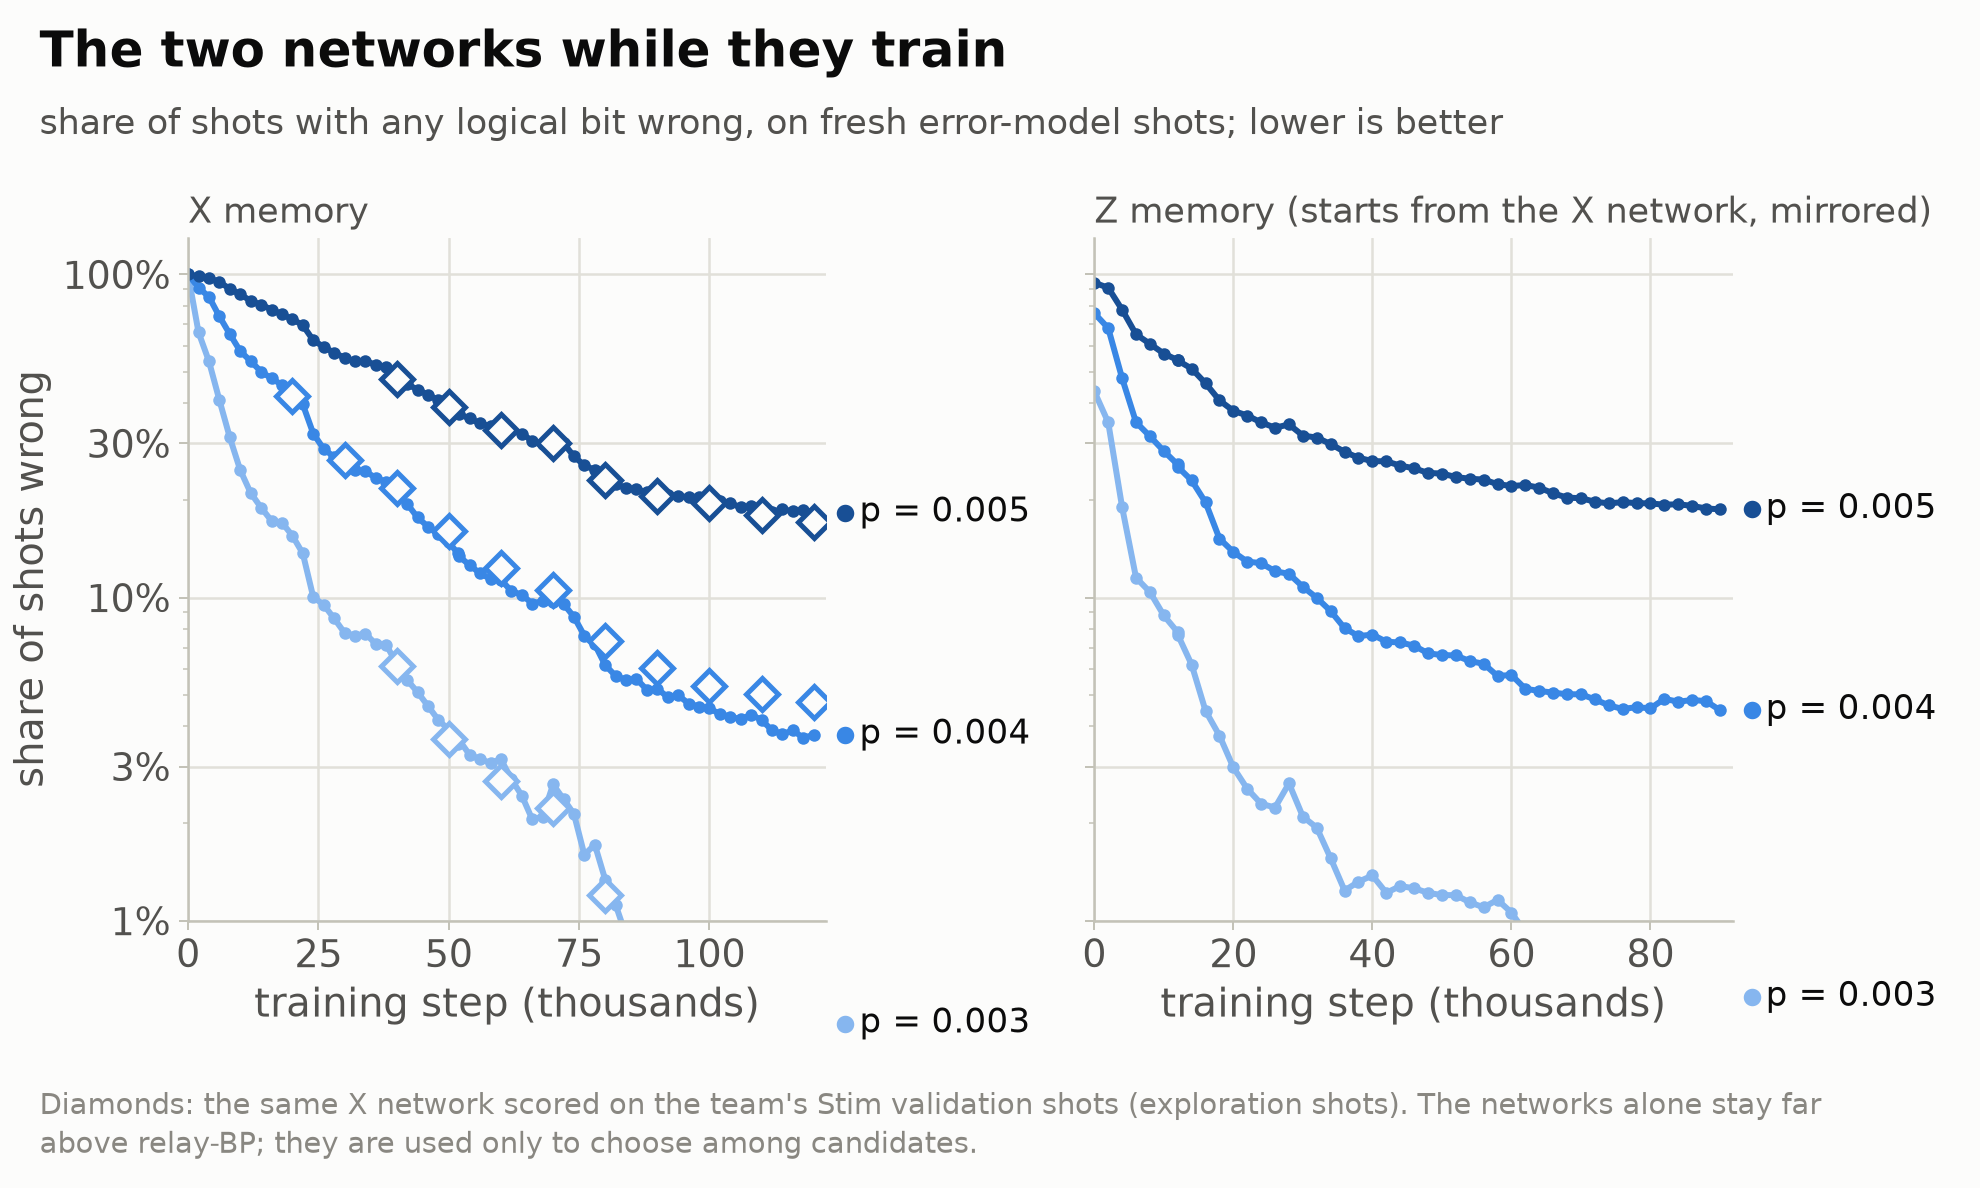 The two networks while they train
share of shots with any logical bit wrong, on fresh error-model shots; lower is better
X memory
Z memory (starts from the X network, mirrored)
share of shots wrong
100%
30%
10%
3%
1%
0 25 50 75 100
training step (thousands)
p = 0.005
p = 0.004
p = 0.003
0 20 40 60 80
training step (thousands)
p = 0.005
p = 0.004
p = 0.003
Diamonds: the same X network scored on the team's Stim validation shots (exploration shots). The networks alone stay far
above relay-BP; they are used only to choose among candidates.